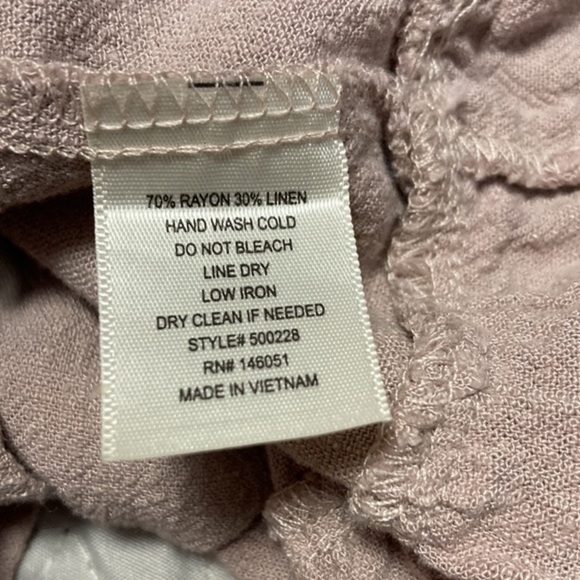 70% RAYON 30% LINEN
HAND WASH COLD
DO NOT BLEACH
LINE DRY
LOW IRON
DRY CLEAN IF NEEDED
STYLE# 500228
RN# 146051
MADE IN VIETNAM